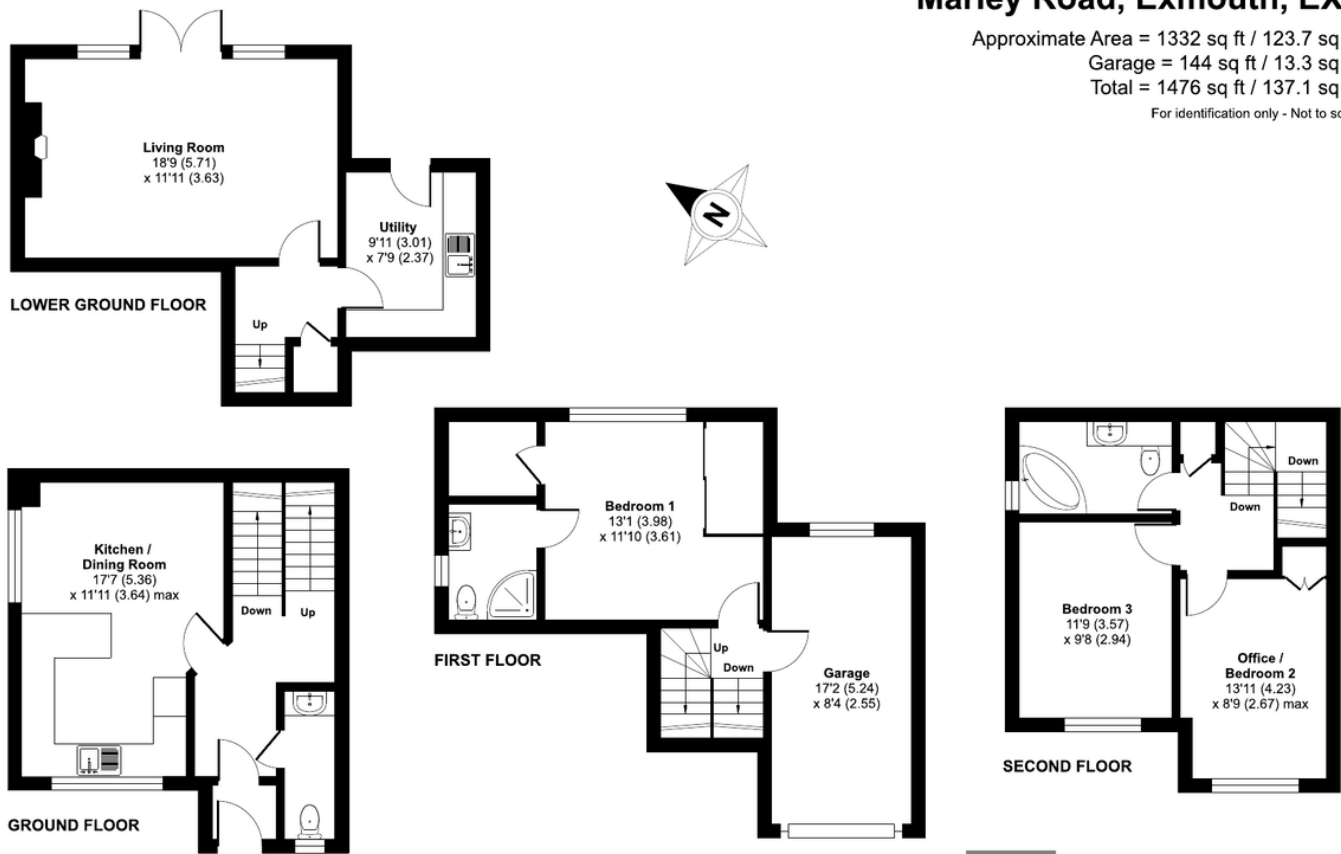 Marley Road, Exmouth, EX
Approximate Area = 1332 sq ft / 123.7 sq
Garage = 144 sq ft / 13.3 sq
Total = 1476 sq ft / 137.1 sq
For identification only - Not to sc
Living Room
18'9 (5.71)
x 11'11 (3.63)
Utility
9'11 (3.01)
x 7'9 (2.37)
N
LOWER GROUND FLOOR
Up
Kitchen /
Dining Room
17'7 (5.36)
x 11'11 (3.64) max
Down
Up
GROUND FLOOR
Bedroom 1
13'1 (3.98)
x 11'10 (3.61)
Up
Down
Garage
17'2 (5.24)
x 8'4 (2.55)
FIRST FLOOR
Down
Down
Bedroom 3
11'9 (3.57)
x 9'8 (2.94)
Office /
Bedroom 2
13'11 (4.23)
x 8'9 (2.67) max
SECOND FLOOR